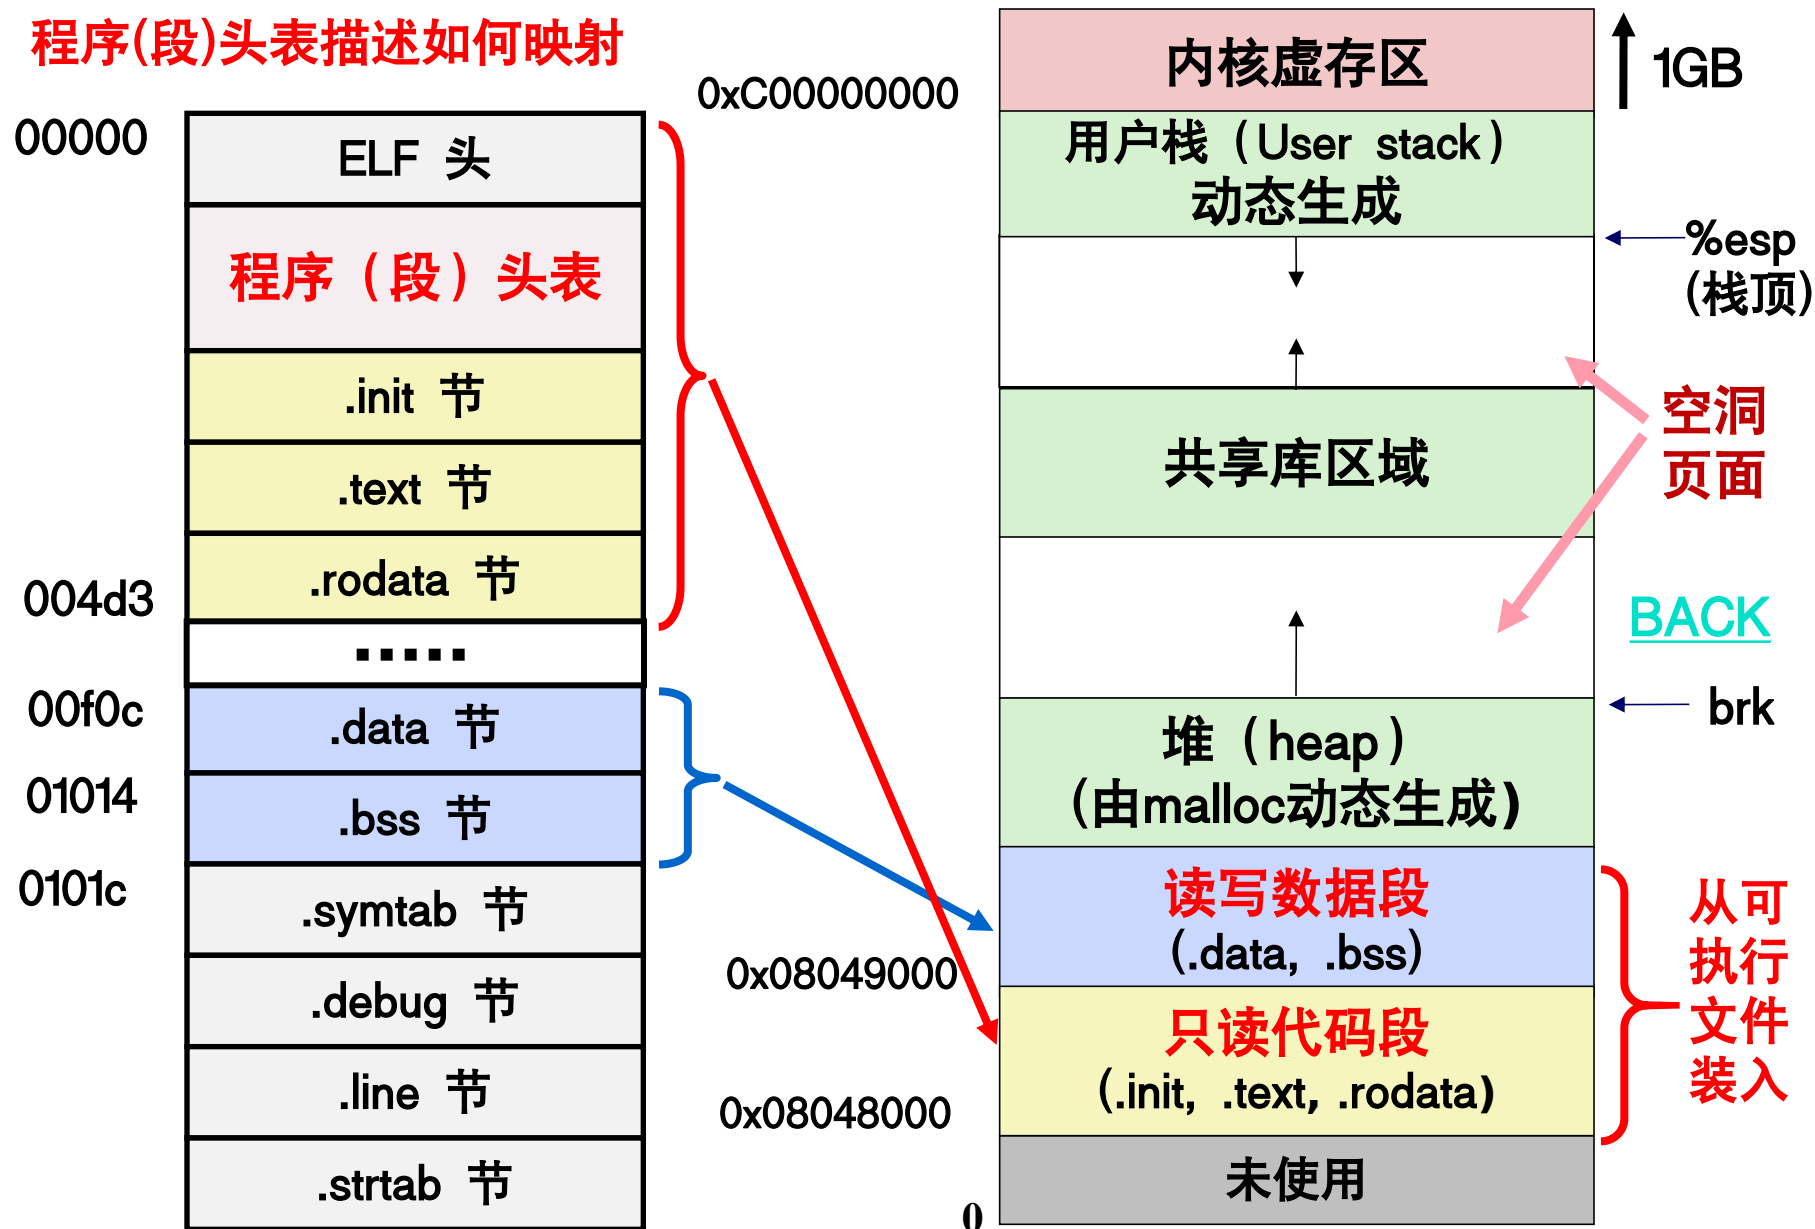 程序(段)头表描述如何映射
00000
ELF 头
程序（段）头表
.init 节
.text 节
.rodata 节
004d3
.....
00f0c
.data 节
01014
.bss 节
0101c
.symtab 节
.debug 节
.line 节
.strtab 节
0xC00000000
内核虚存区
1GB
用户格（User stack）
动态生成
%esp
(栈顶)
共享库区域
空洞
页面
BACK
brk
堆（heap）
(由malloc动态生成)
读写数据段
(.data, .bss)
0x08049000
只读代码段
(.init, .text, .rodata)
0x08048000
从可
执行
文件
装入
未使用
0